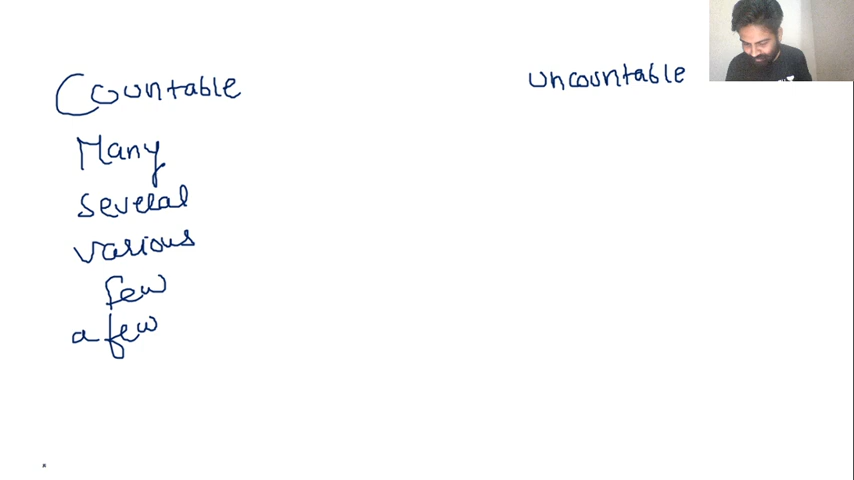 Countable
uncountable
Many
several
various
few
a few